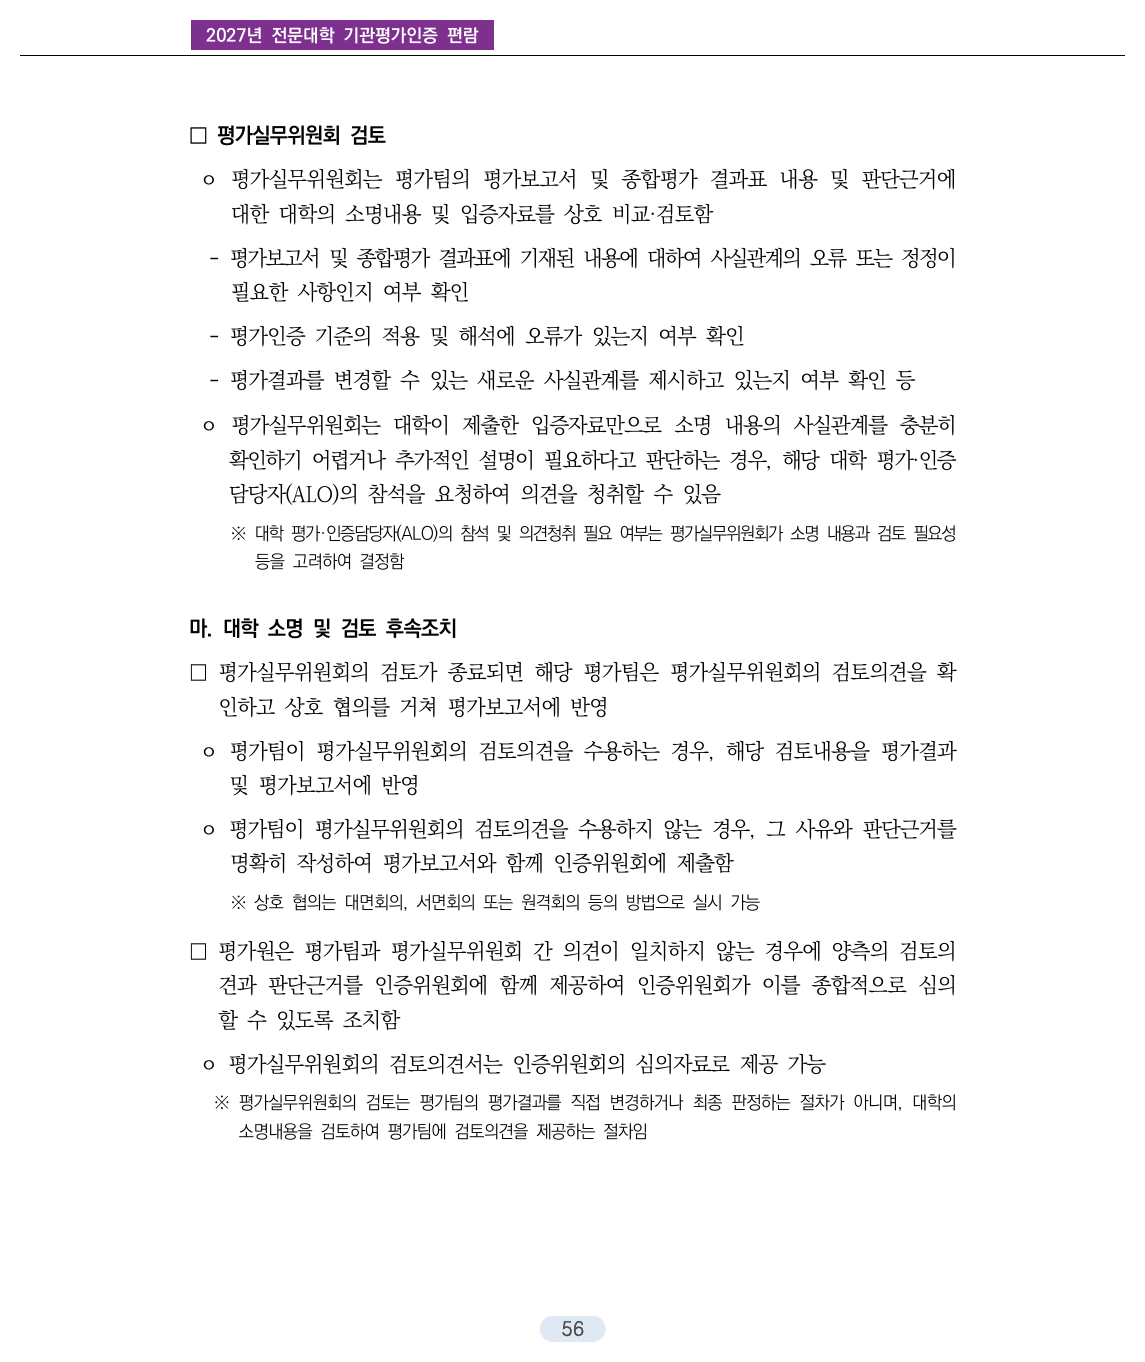 2027년 전문대학 기관평가인증 편람
□ 평가실무위원회 검토
ㅇ 평가실무위원회는 평가팀의 평가보고서 및 종합평가 결과표 내용 및 판단근거에
대한 대학의 소명내용 및 입증자료를 상호 비교·검토함
- 평가보고서 및 종합평가 결과표에 기재된 내용에 대하여 사실관계의 오류 또는 정정이
필요한 사항인지 여부 확인
- 평가인증 기준의 적용 및 해석에 오류가 있는지 여부 확인
- 평가결과를 변경할 수 있는 새로운 사실관계를 제시하고 있는지 여부 확인 등
ㅇ 평가실무위원회는 대학이 제출한 입증자료만으로 소명 내용의 사실관계를 충분히
확인하기 어렵거나 추가적인 설명이 필요하다고 판단하는 경우, 해당 대학 평가·인증
담당자(ALO)의 참석을 요청하여 의견을 청취할 수 있음
※ 대학 평가·인증담당자(ALO)의 참석 및 의견청취 필요 여부는 평가실무위원회가 소명 내용과 검토 필요성
등을 고려하여 결정함
마. 대학 소명 및 검토 후속조치
□ 평가실무위원회의 검토가 종료되면 해당 평가팀은 평가실무위원회의 검토의견을 확
인하고 상호 협의를 거쳐 평가보고서에 반영
ㅇ 평가팀이 평가실무위원회의 검토의견을 수용하는 경우, 해당 검토내용을 평가결과
및 평가보고서에 반영
ㅇ 평가팀이 평가실무위원회의 검토의견을 수용하지 않는 경우, 그 사유와 판단근거를
명확히 작성하여 평가보고서와 함께 인증위원회에 제출함
※ 상호 협의는 대면회의, 서면회의 또는 원격회의 등의 방법으로 실시 가능
□ 평가원은 평가팀과 평가실무위원회 간 의견이 일치하지 않는 경우에 양측의 검토의
견과 판단근거를 인증위원회에 함께 제공하여 인증위원회가 이를 종합적으로 심의
할 수 있도록 조치함
ㅇ 평가실무위원회의 검토의견서는 인증위원회의 심의자료로 제공 가능
※ 평가실무위원회의 검토는 평가팀의 평가결과를 직접 변경하거나 최종 판정하는 절차가 아니며, 대학의
소명내용을 검토하여 평가팀에 검토의견을 제공하는 절차임
56